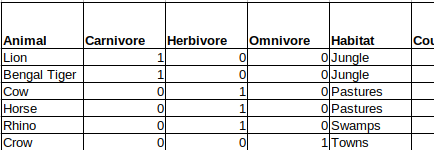 Animal Carnivore Herbivore Omnivore Habitat Cou
Lion 1 0 0 Jungle
Bengal Tiger 1 0 0 Jungle
Cow 0 1 0 Pastures
Horse 0 1 0 Pastures
Rhino 0 1 0 Swamps
Crow 0 0 1 Towns